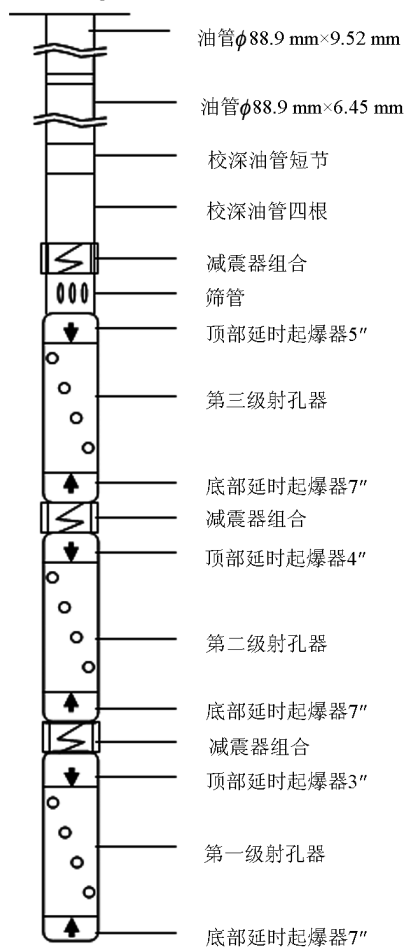 油管ϕ88.9 mm×9.52 mm
油管ϕ88.9 mm×6.45 mm
校深油管短节
校深油管四根
减震器组合
筛管
顶部延时起爆器5″
第三级射孔器
底部延时起爆器7″
减震器组合
顶部延时起爆器4″
第二级射孔器
底部延时起爆器7″
减震器组合
顶部延时起爆器3″
第一级射孔器
底部延时起爆器7″